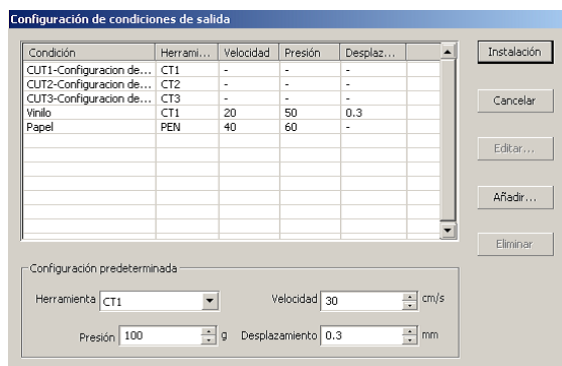 Configuración de condiciones de salida
Condición Herrami... Velocidad Presión Desplaz...
CUT1-Configuracion de... CT1 - - -
CUT2-Configuracion de... CT2 - - -
CUT3-Configuracion de... CT3 - - -
Vinilo CT1 20 50 0.3
Papel PEN 40 60 -
Instalación
Cancelar
Editar...
Añadir...
Eliminar
Configuración predeterminada
Herramienta CT1 Velocidad 30 cm/s
Presión 100 g Desplazamiento 0.3 mm